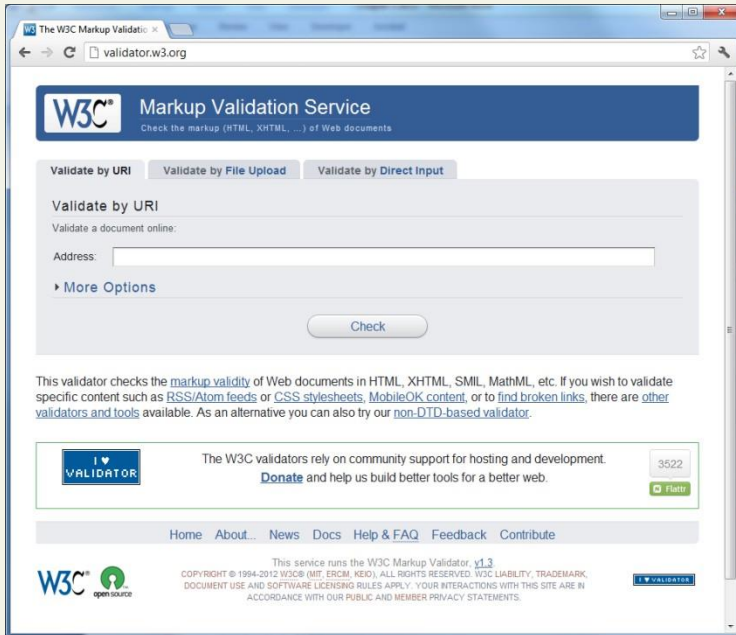 The W3C Markup Validatio
validator.w3.org
W3C®
Markup Validation Service
Check the markup (HTML, XHTML, ...) of Web documents
Validate by URI Validate by File Upload Validate by Direct Input
Validate by URI
Validate a document online:
Address:
More Options
Check
This validator checks the markup validity of Web documents in HTML, XHTML, SMIL, MathML, etc. If you wish to validate
specific content such as RSS/Atom feeds or CSS stylesheets, MobileOK content, or to find broken links, there are other
validators and tools available. As an alternative you can also try our non-DTD-based validator.
I ♥
VALIDATOR
The W3C validators rely on community support for hosting and development.
Donate and help us build better tools for a better web.
3522
Flattr
Home About... News Docs Help & FAQ Feedback Contribute
W3C®
open source
This service runs the W3C Markup Validator, v1.3.
COPYRIGHT © 1994-2012 W3C® (MIT, ERCIM, KEIO), ALL RIGHTS RESERVED. W3C LIABILITY, TRADEMARK,
DOCUMENT USE AND SOFTWARE LICENSING RULES APPLY. YOUR INTERACTIONS WITH THIS SITE ARE IN
ACCORDANCE WITH OUR PUBLIC AND MEMBER PRIVACY STATEMENTS.
I ♥ VALIDATOR